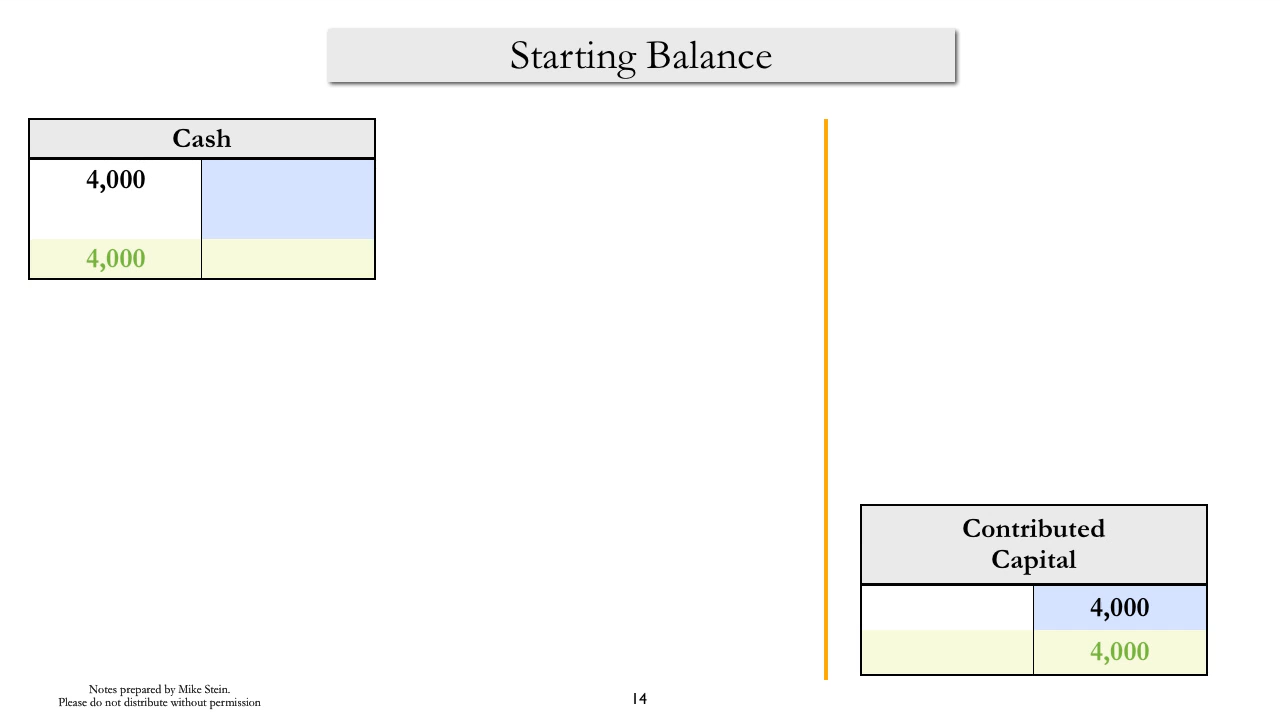 Starting Balance
Cash
4,000
4,000
Contributed
Capital
4,000
4,000
Notes prepared by Mike Stein.
Please do not distribute without permission
14